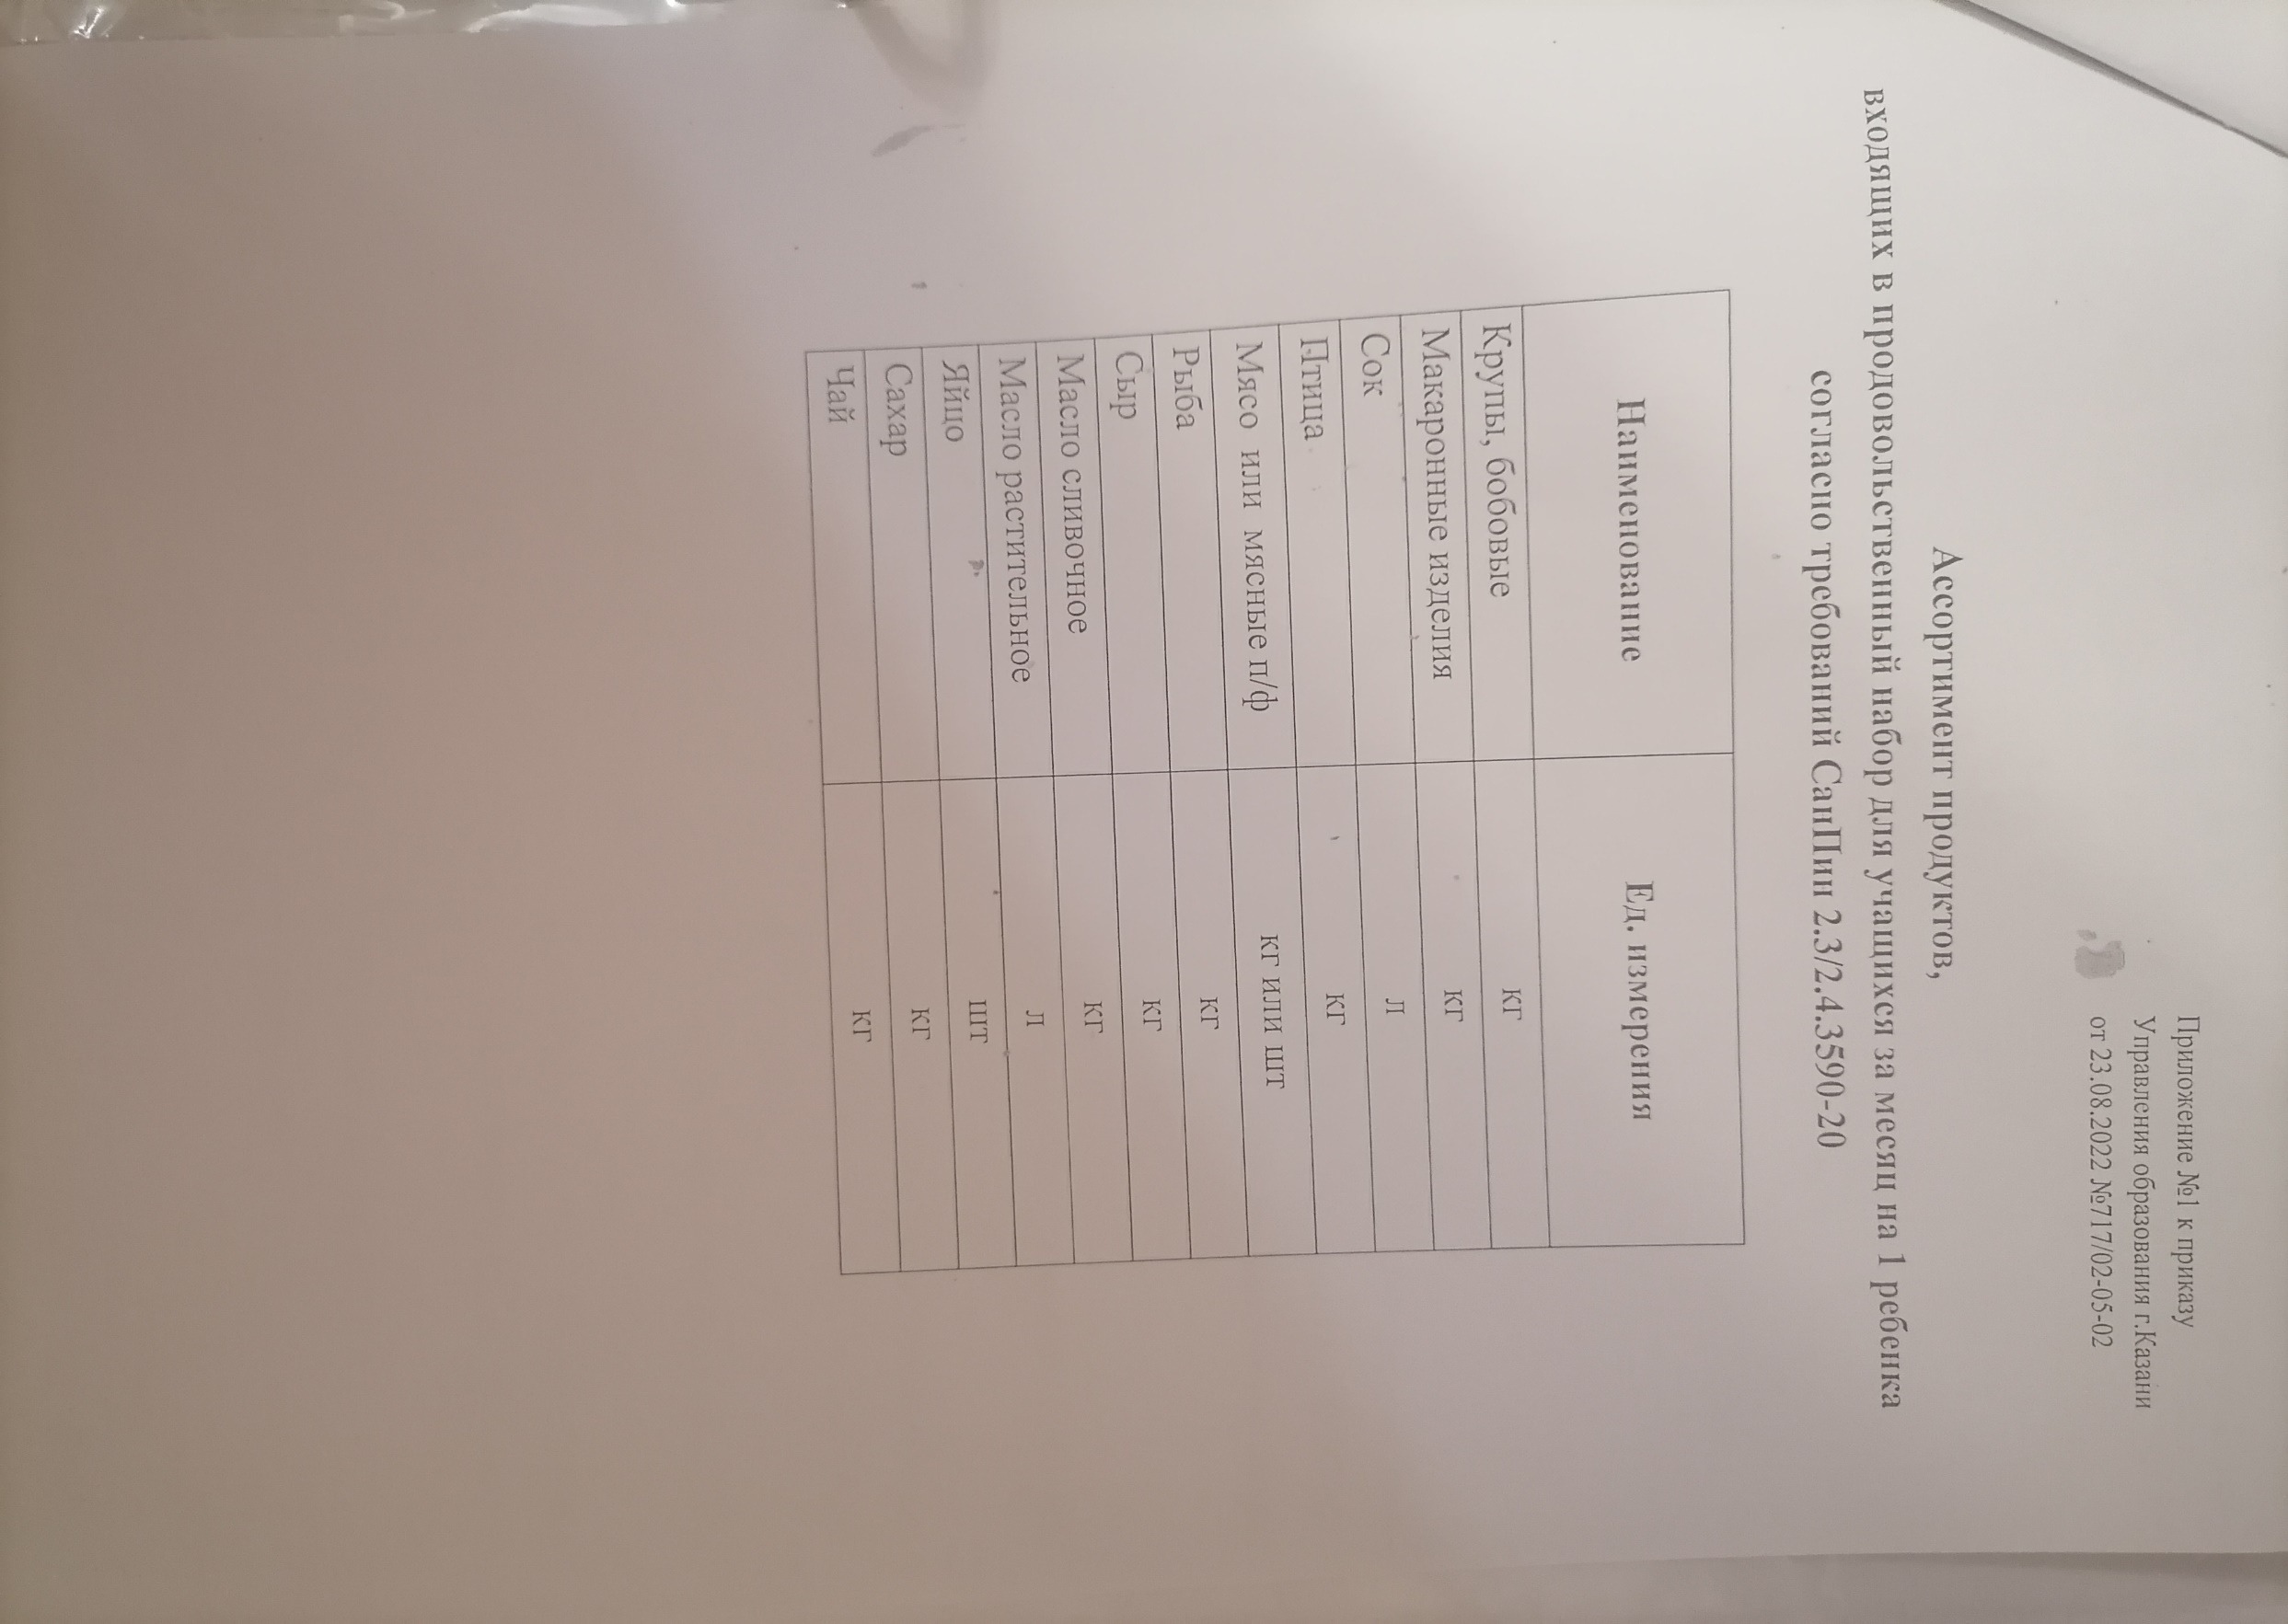 Приложение №1 к приказу
Управления образования г.Казани
от 23.08.2022 №717/02-05-02
Ассортимент продуктов,
входящих в продовольственный набор для учащихся за месяц на 1 ребенка
согласно требований СанПин 2.3/2.4.3590-20
Наименование Ед. измерения
Крупы, бобовые кг
Макаронные изделия кг
Сок л
Птица кг
Мясо или мясные п/ф кг или шт
Рыба кг
Сыр кг
Масло сливочное кг
Масло растительное л
Яйцо шт
Сахар кг
Чай кг